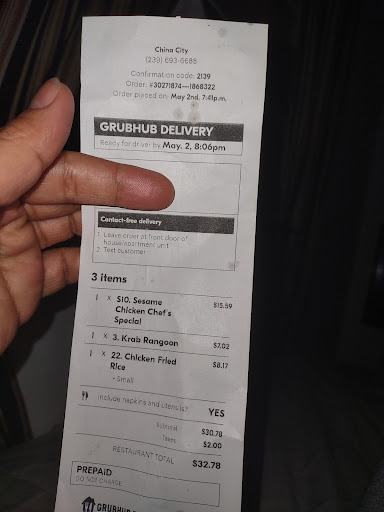 China City
(239) 693-6688
Confirmation code: 2139
Order: #30271874—1868322
Order placed on: May 2nd, 7:41p.m.
GRUBHUB DELIVERY
Ready for driver by May. 2, 8:06pm
Contact-free delivery
1. Leave order at front door of
house/apartment unit
2. Text customer
3 items
1 x S10. Sesame $15.59
Chicken Chef's
Special
1 x 3. Krab Rangoon $7.02
1 x 22. Chicken Fried $8.17
Rice
• Small
Include napkins and utensils? YES
Subtotal $30.78
Taxes $2.00
RESTAURANT TOTAL $32.78
PREPAID
DO NOT CHARGE
GRUBHUB